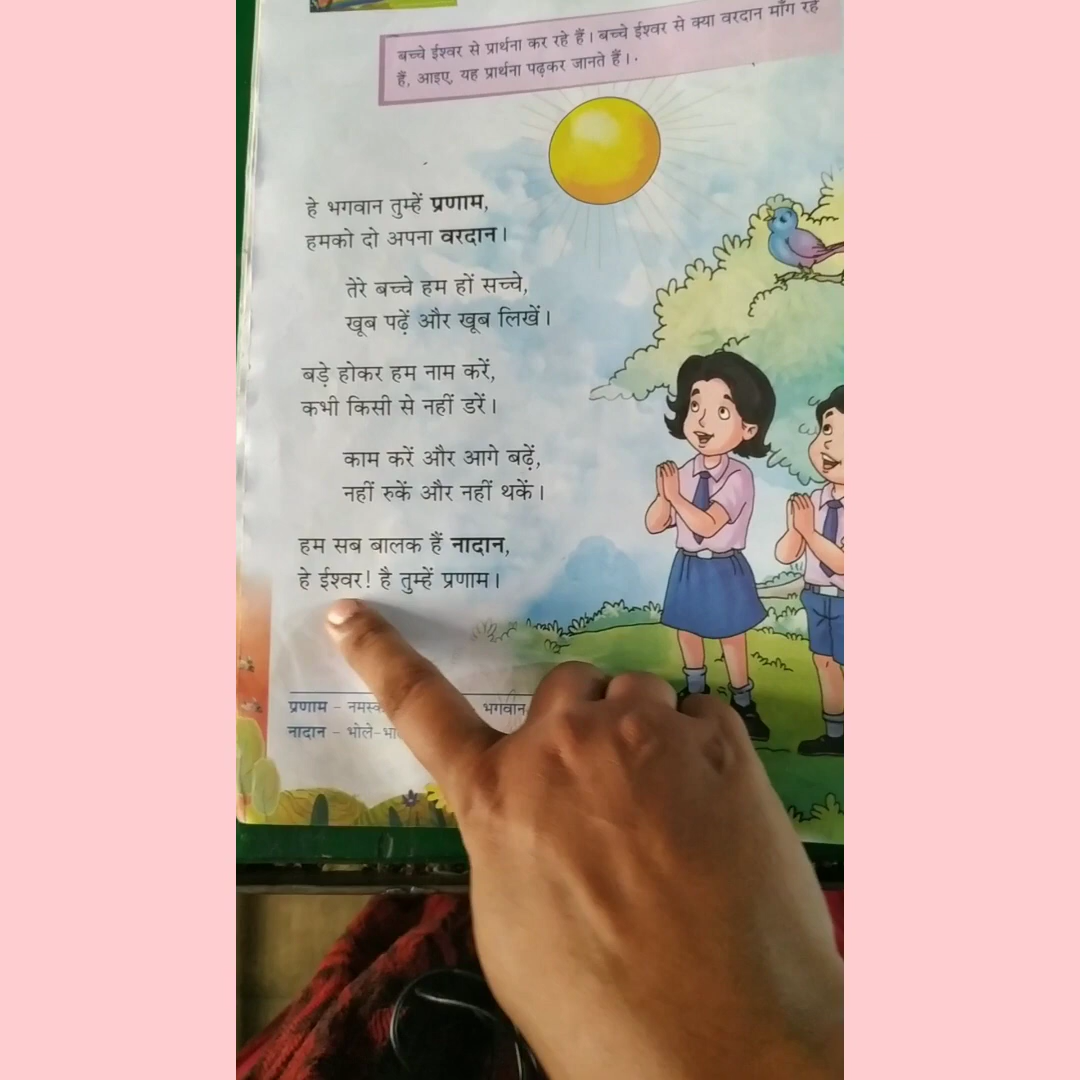 बच्चे ईश्वर से प्रार्थना कर रहे हैं। बच्चे ईश्वर से क्या वरदान माँग रहे
हैं, आइए, यह प्रार्थना पढ़कर जानते हैं।
हे भगवान तुम्हें प्रणाम,
हमको दो अपना वरदान।
तेरे बच्चे हम हों सच्चे,
खूब पढ़ें और खूब लिखें।
बड़े होकर हम नाम करें,
कभी किसी से नहीं डरें।
काम करें और आगे बढ़ें,
नहीं रुकें और नहीं थकें।
हम सब बालक हैं नादान,
हे ईश्वर! है तुम्हें प्रणाम।
प्रणाम – भगवान
नादान –